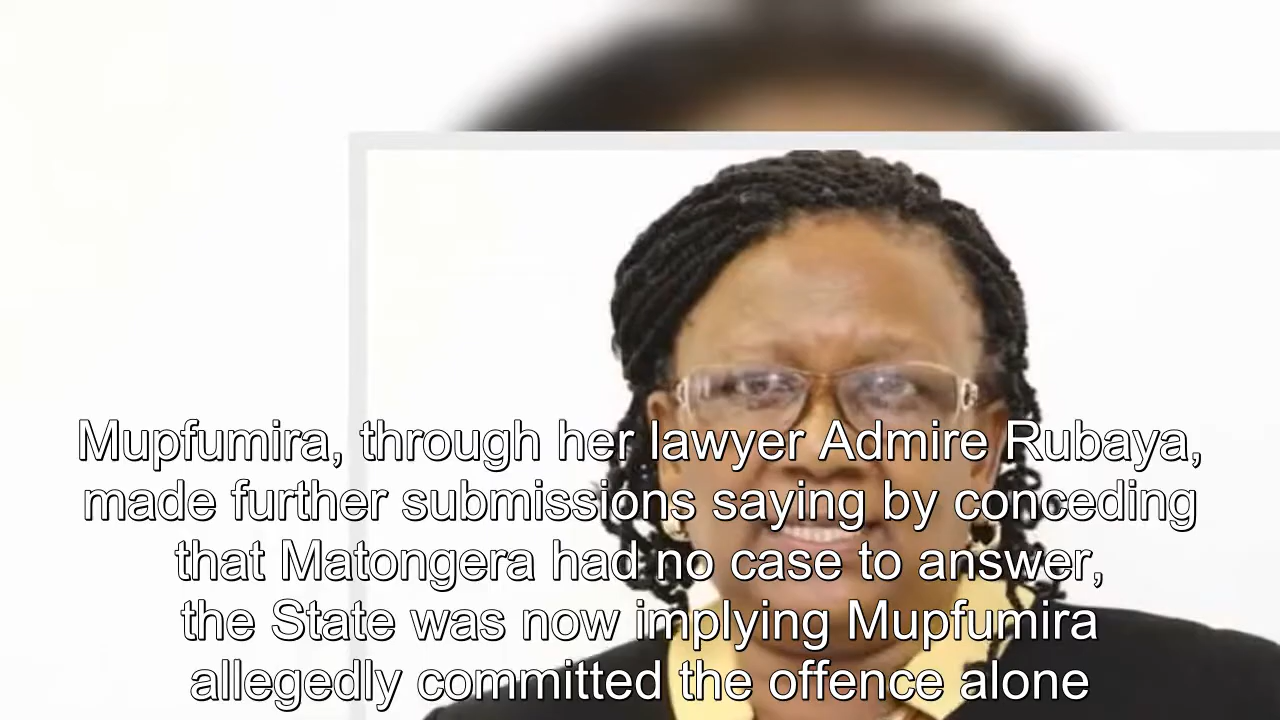 Mupfumira, through her lawyer Admire Rubaya,
made further submissions saying by conceding
that Matongera had no case to answer,
the State was now implying Mupfumira
allegedly committed the offence alone